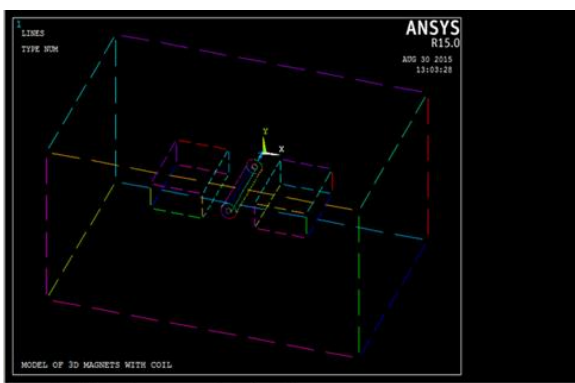 1
LINES
TYPE NUM
ANSYS
R15.0
AUG 30 2015
13:03:28
Y
X
MODEL OF 3D MAGNETS WITH COIL